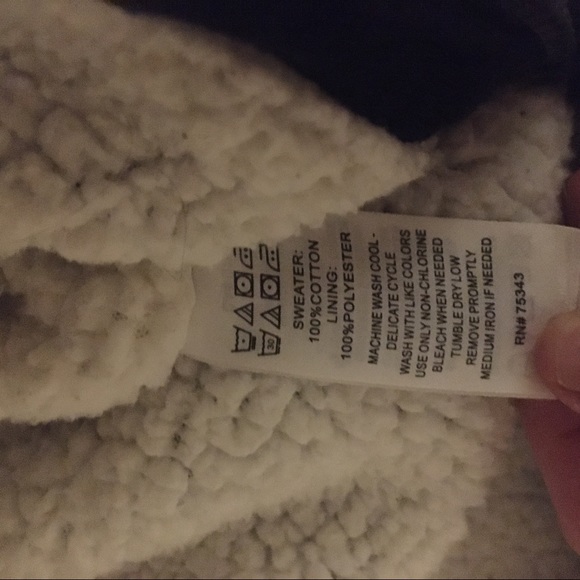 30
SWEATER:
100%COTTON
LINING:
100%POLYESTER
MACHINE WASH COOL-
DELICATE CYCLE
WASH WITH LIKE COLORS
USE ONLY NON-CHLORINE
BLEACH WHEN NEEDED
TUMBLE DRY LOW
REMOVE PROMPTLY
MEDIUM IRON IF NEEDED
RN# 75343